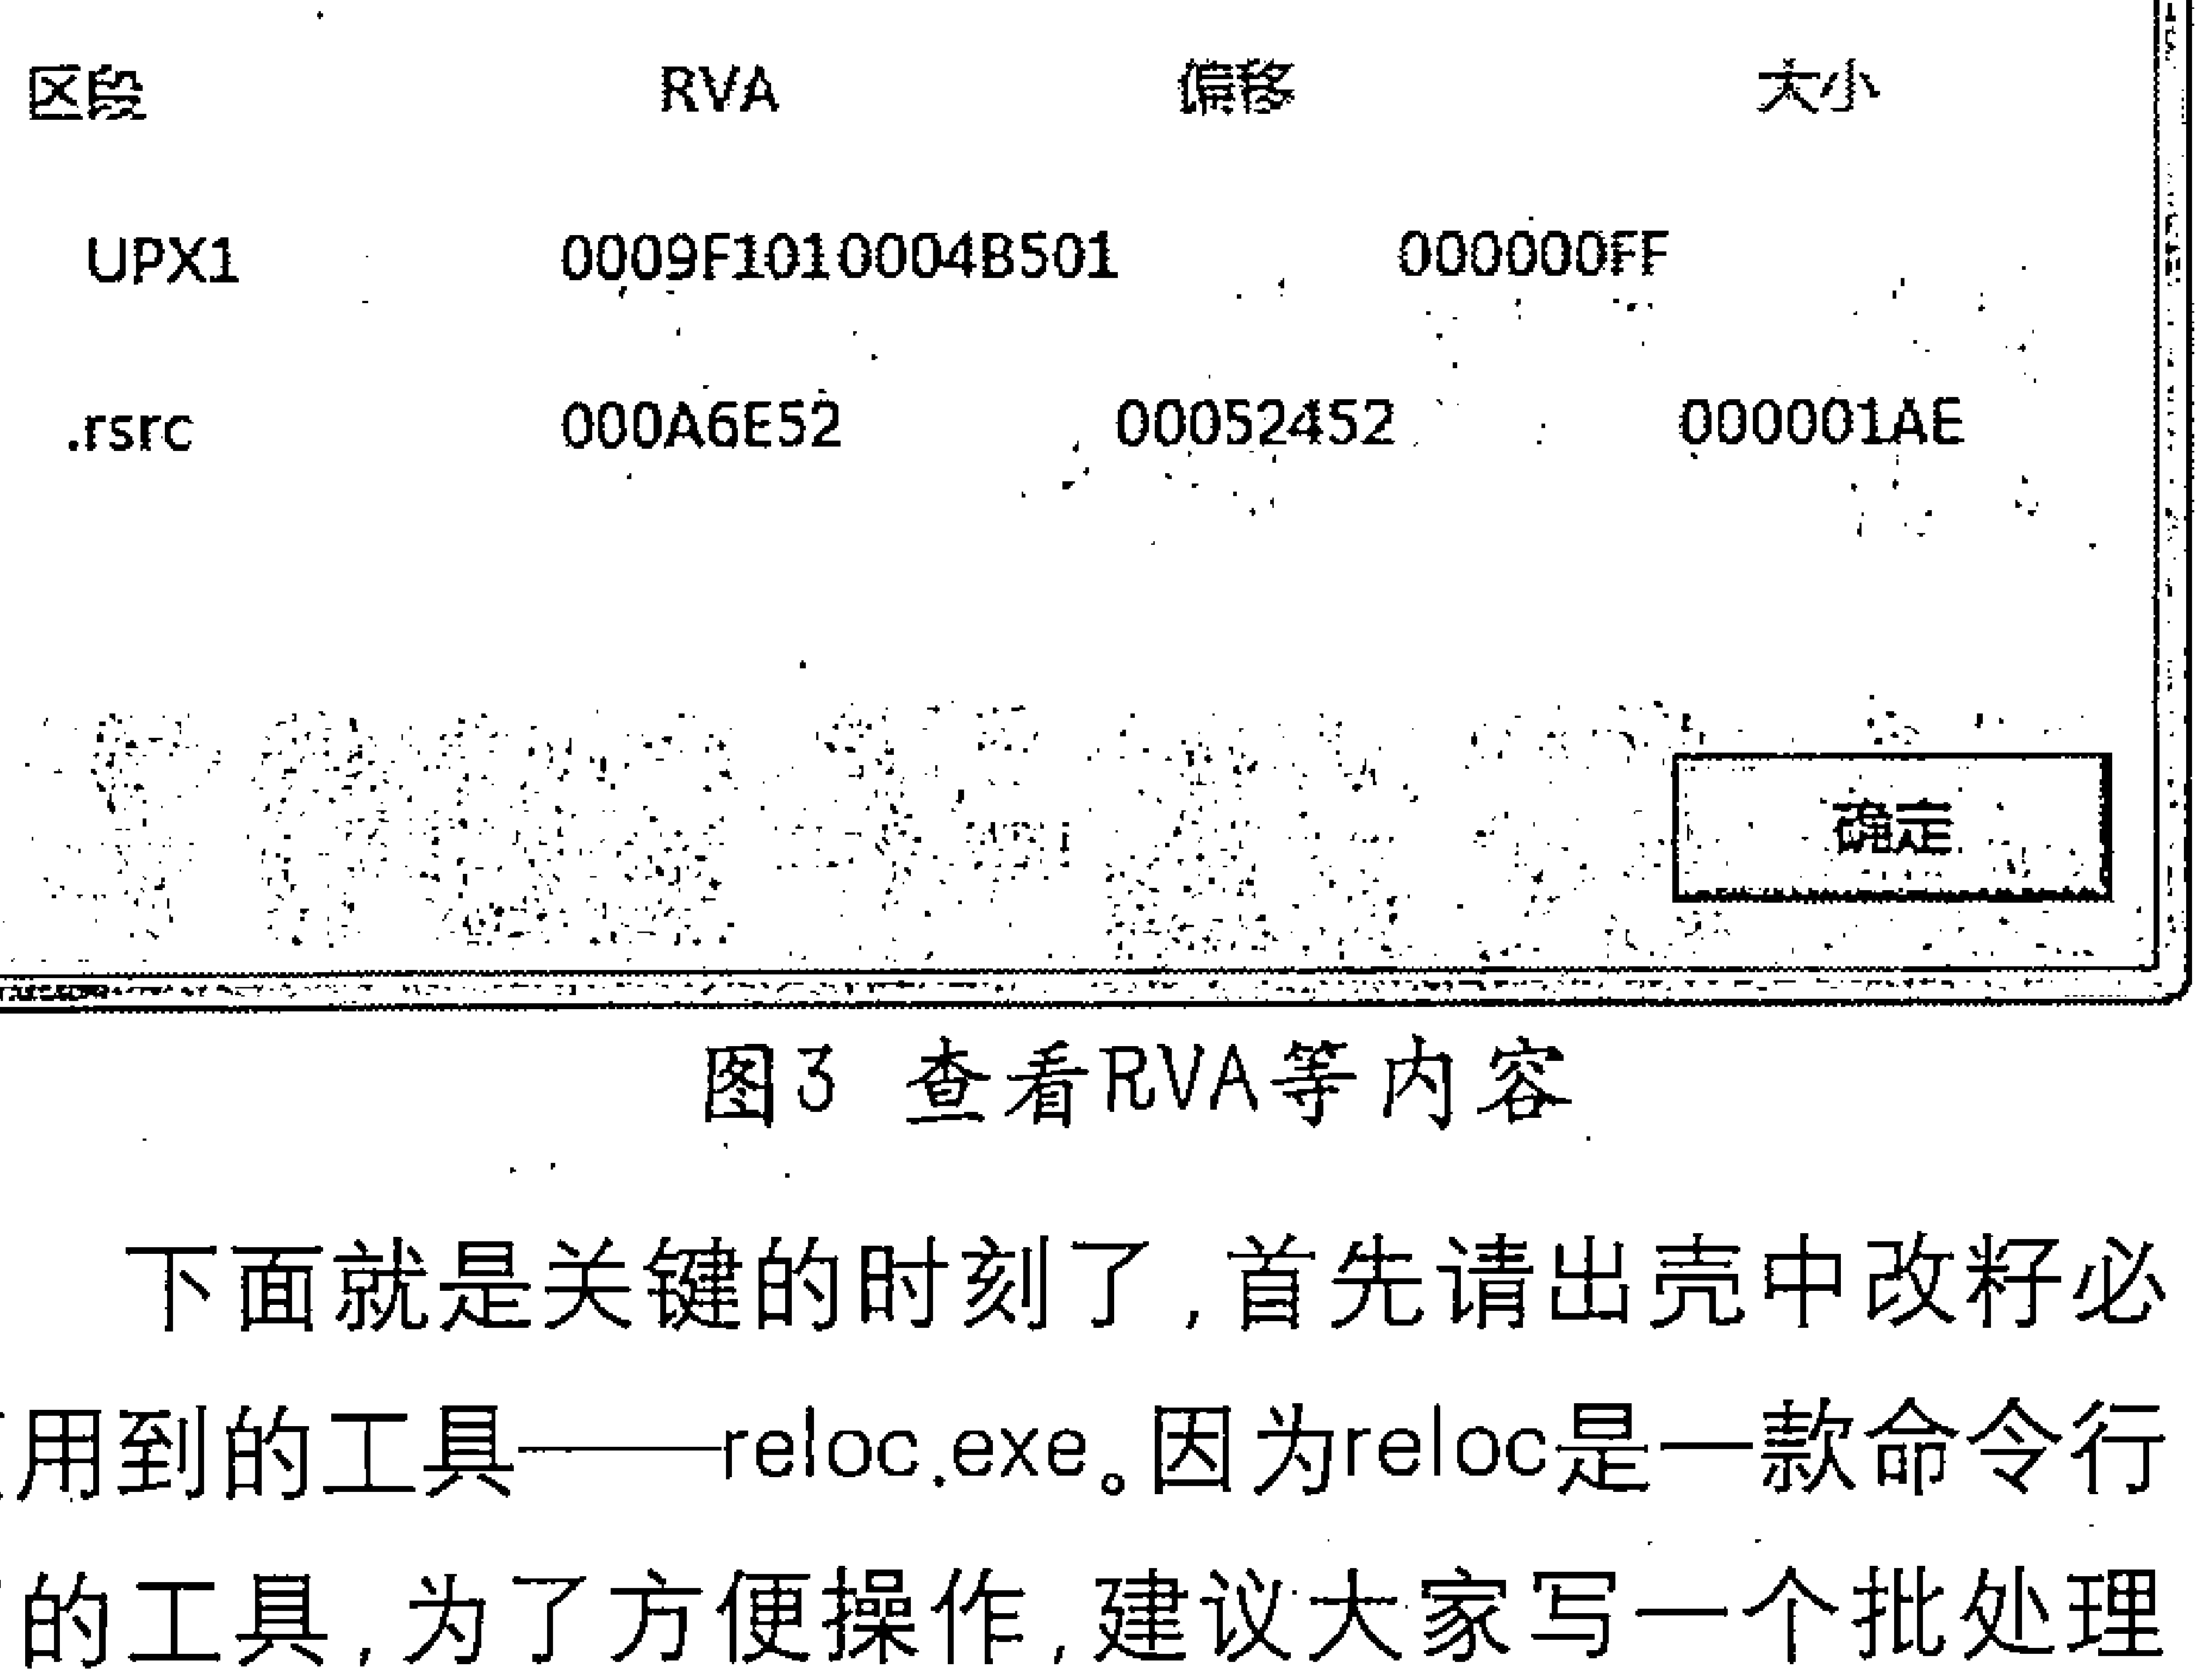 区段 RVA 偏移 大小
UPX1 0009F1010004B501 000000FF
.rsrc 000A6E52 00052452 000001AE
确定
图3 查看RVA等内容
下面就是关键的时刻了,首先请出壳中改籽必
用到的工具——reloc.exe。因为reloc是一款命令行
的工具,为了方便操作,建议大家写一个批处理